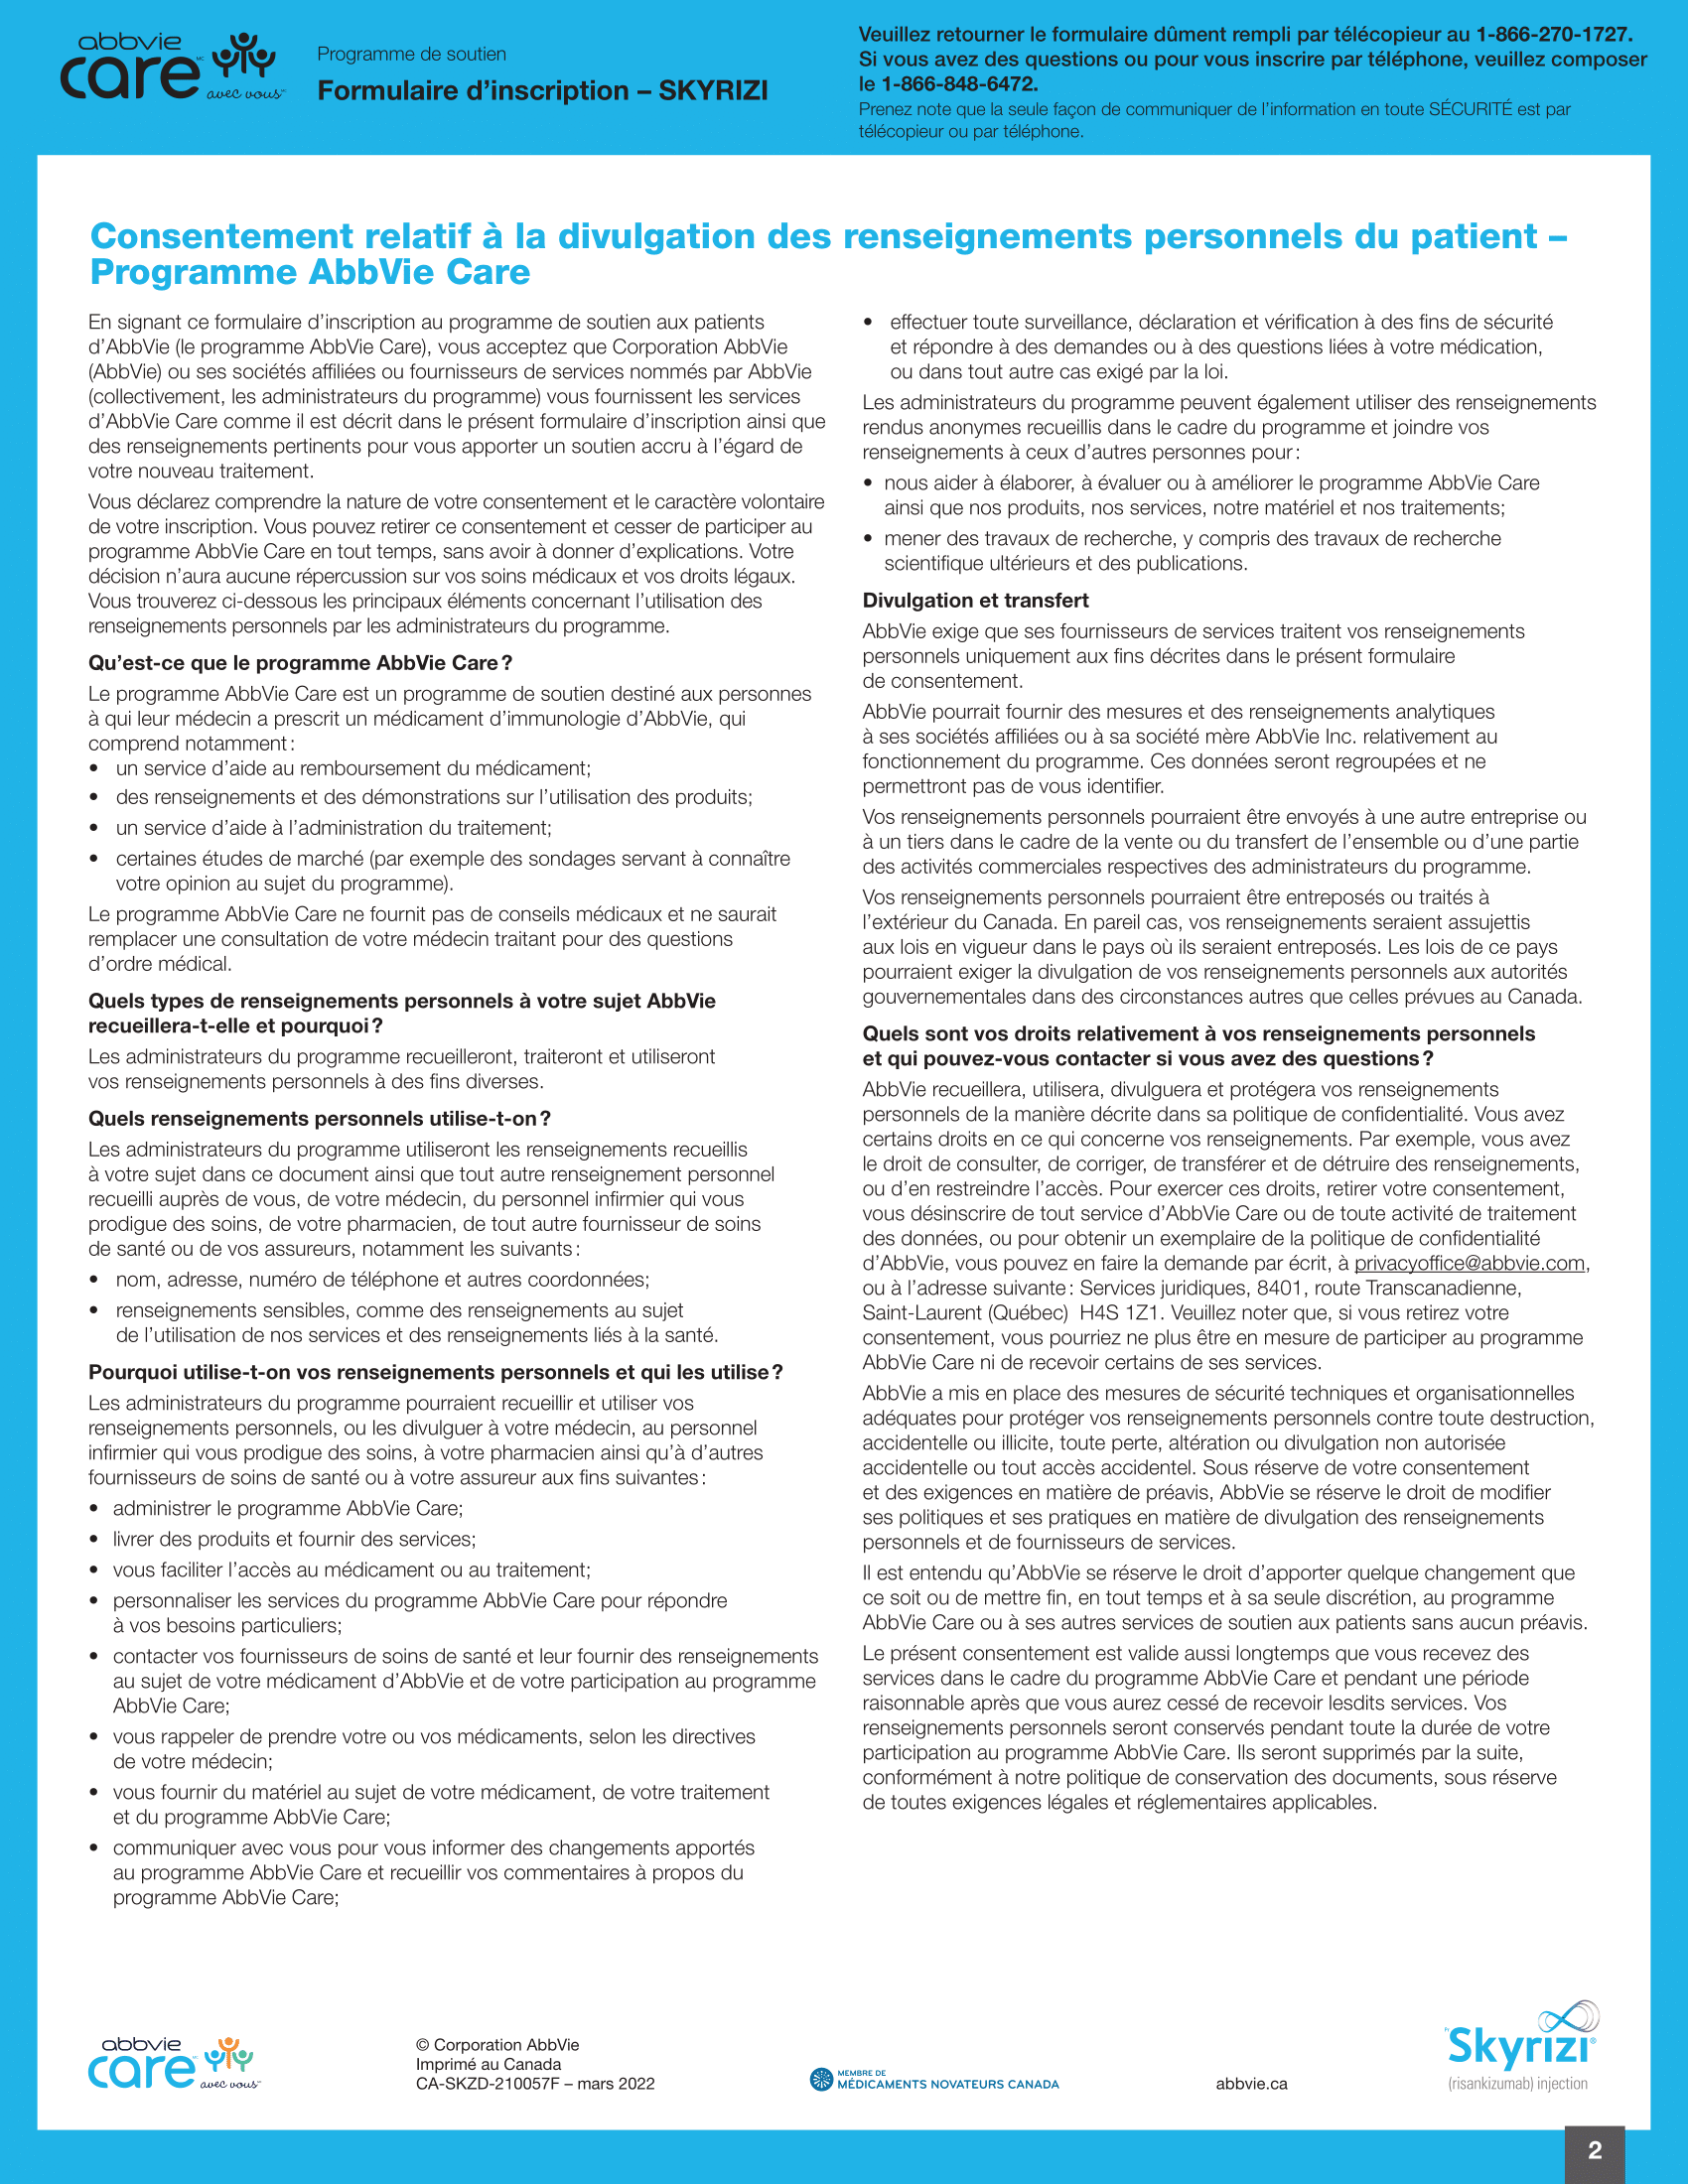 abbvie
care MC
avec vous MC
Programme de soutien
Formulaire d’inscription – SKYRIZI
Veuillez retourner le formulaire dûment rempli par télécopieur au 1-866-270-1727.
Si vous avez des questions ou pour vous inscrire par téléphone, veuillez composer
le 1-866-848-6472.
Prenez note que la seule façon de communiquer de l’information en toute SÉCURITÉ est par
télécopieur ou par téléphone.
Consentement relatif à la divulgation des renseignements personnels du patient –
Programme AbbVie Care
En signant ce formulaire d’inscription au programme de soutien aux patients
d’AbbVie (le programme AbbVie Care), vous acceptez que Corporation AbbVie
(AbbVie) ou ses sociétés affiliées ou fournisseurs de services nommés par AbbVie
(collectivement, les administrateurs du programme) vous fournissent les services
d’AbbVie Care comme il est décrit dans le présent formulaire d’inscription ainsi que
des renseignements pertinents pour vous apporter un soutien accru à l’égard de
votre nouveau traitement.
Vous déclarez comprendre la nature de votre consentement et le caractère volontaire
de votre inscription. Vous pouvez retirer ce consentement et cesser de participer au
programme AbbVie Care en tout temps, sans avoir à donner d’explications. Votre
décision n’aura aucune répercussion sur vos soins médicaux et vos droits légaux.
Vous trouverez ci-dessous les principaux éléments concernant l’utilisation des
renseignements personnels par les administrateurs du programme.
Qu’est-ce que le programme AbbVie Care ?
Le programme AbbVie Care est un programme de soutien destiné aux personnes
à qui leur médecin a prescrit un médicament d’immunologie d’AbbVie, qui
comprend notamment :
• un service d’aide au remboursement du médicament;
• des renseignements et des démonstrations sur l’utilisation des produits;
• un service d’aide à l’administration du traitement;
• certaines études de marché (par exemple des sondages servant à connaître
votre opinion au sujet du programme).
Le programme AbbVie Care ne fournit pas de conseils médicaux et ne saurait
remplacer une consultation de votre médecin traitant pour des questions
d’ordre médical.
Quels types de renseignements personnels à votre sujet AbbVie
recueillera-t-elle et pourquoi ?
Les administrateurs du programme recueilleront, traiteront et utiliseront
vos renseignements personnels à des fins diverses.
Quels renseignements personnels utilise-t-on ?
Les administrateurs du programme utiliseront les renseignements recueillis
à votre sujet dans ce document ainsi que tout autre renseignement personnel
recueilli auprès de vous, de votre médecin, du personnel infirmier qui vous
prodigue des soins, de votre pharmacien, de tout autre fournisseur de soins
de santé ou de vos assureurs, notamment les suivants :
• nom, adresse, numéro de téléphone et autres coordonnées;
• renseignements sensibles, comme des renseignements au sujet
de l’utilisation de nos services et des renseignements liés à la santé.
Pourquoi utilise-t-on vos renseignements personnels et qui les utilise ?
Les administrateurs du programme pourraient recueillir et utiliser vos
renseignements personnels, ou les divulguer à votre médecin, au personnel
infirmier qui vous prodigue des soins, à votre pharmacien ainsi qu’à d’autres
fournisseurs de soins de santé ou à votre assureur aux fins suivantes :
• administrer le programme AbbVie Care;
• livrer des produits et fournir des services;
• vous faciliter l’accès au médicament ou au traitement;
• personnaliser les services du programme AbbVie Care pour répondre
à vos besoins particuliers;
• contacter vos fournisseurs de soins de santé et leur fournir des renseignements
au sujet de votre médicament d’AbbVie et de votre participation au programme
AbbVie Care;
• vous rappeler de prendre votre ou vos médicaments, selon les directives
de votre médecin;
• vous fournir du matériel au sujet de votre médicament, de votre traitement
et du programme AbbVie Care;
• communiquer avec vous pour vous informer des changements apportés
au programme AbbVie Care et recueillir vos commentaires à propos du
programme AbbVie Care;
• effectuer toute surveillance, déclaration et vérification à des fins de sécurité
et répondre à des demandes ou à des questions liées à votre médication,
ou dans tout autre cas exigé par la loi.
Les administrateurs du programme peuvent également utiliser des renseignements
rendus anonymes recueillis dans le cadre du programme et joindre vos
renseignements à ceux d’autres personnes pour :
• nous aider à élaborer, à évaluer ou à améliorer le programme AbbVie Care
ainsi que nos produits, nos services, notre matériel et nos traitements;
• mener des travaux de recherche, y compris des travaux de recherche
scientifique ultérieurs et des publications.
Divulgation et transfert
AbbVie exige que ses fournisseurs de services traitent vos renseignements
personnels uniquement aux fins décrites dans le présent formulaire
de consentement.
AbbVie pourrait fournir des mesures et des renseignements analytiques
à ses sociétés affiliées ou à sa société mère AbbVie Inc. relativement au
fonctionnement du programme. Ces données seront regroupées et ne
permettront pas de vous identifier.
Vos renseignements personnels pourraient être envoyés à une autre entreprise ou
à un tiers dans le cadre de la vente ou du transfert de l’ensemble ou d’une partie
des activités commerciales respectives des administrateurs du programme.
Vos renseignements personnels pourraient être entreposés ou traités à
l’extérieur du Canada. En pareil cas, vos renseignements seraient assujettis
aux lois en vigueur dans le pays où ils seraient entreposés. Les lois de ce pays
pourraient exiger la divulgation de vos renseignements personnels aux autorités
gouvernementales dans des circonstances autres que celles prévues au Canada.
Quels sont vos droits relativement à vos renseignements personnels
et qui pouvez-vous contacter si vous avez des questions ?
AbbVie recueillera, utilisera, divulguera et protégera vos renseignements
personnels de la manière décrite dans sa politique de confidentialité. Vous avez
certains droits en ce qui concerne vos renseignements. Par exemple, vous avez
le droit de consulter, de corriger, de transférer et de détruire des renseignements,
ou d’en restreindre l’accès. Pour exercer ces droits, retirer votre consentement,
vous désinscrire de tout service d’AbbVie Care ou de toute activité de traitement
des données, ou pour obtenir un exemplaire de la politique de confidentialité
d’AbbVie, vous pouvez en faire la demande par écrit, à privacyoffice@abbvie.com,
ou à l’adresse suivante : Services juridiques, 8401, route Transcanadienne,
Saint-Laurent (Québec)  H4S 1Z1. Veuillez noter que, si vous retirez votre
consentement, vous pourriez ne plus être en mesure de participer au programme
AbbVie Care ni de recevoir certains de ses services.
AbbVie a mis en place des mesures de sécurité techniques et organisationnelles
adéquates pour protéger vos renseignements personnels contre toute destruction,
accidentelle ou illicite, toute perte, altération ou divulgation non autorisée
accidentelle ou tout accès accidentel. Sous réserve de votre consentement
et des exigences en matière de préavis, AbbVie se réserve le droit de modifier
ses politiques et ses pratiques en matière de divulgation des renseignements
personnels et de fournisseurs de services.
Il est entendu qu’AbbVie se réserve le droit d’apporter quelque changement que
ce soit ou de mettre fin, en tout temps et à sa seule discrétion, au programme
AbbVie Care ou à ses autres services de soutien aux patients sans aucun préavis.
Le présent consentement est valide aussi longtemps que vous recevez des
services dans le cadre du programme AbbVie Care et pendant une période
raisonnable après que vous aurez cessé de recevoir lesdits services. Vos
renseignements personnels seront conservés pendant toute la durée de votre
participation au programme AbbVie Care. Ils seront supprimés par la suite,
conformément à notre politique de conservation des documents, sous réserve
de toutes exigences légales et réglementaires applicables.
abbvie
care
avec vous
© Corporation AbbVie
Imprimé au Canada
CA-SKZD-210057F – mars 2022
MEMBRE DE
MÉDICAMENTS NOVATEURS CANADA
abbvie.ca
Skyrizi®
(risankizumab) injection
2